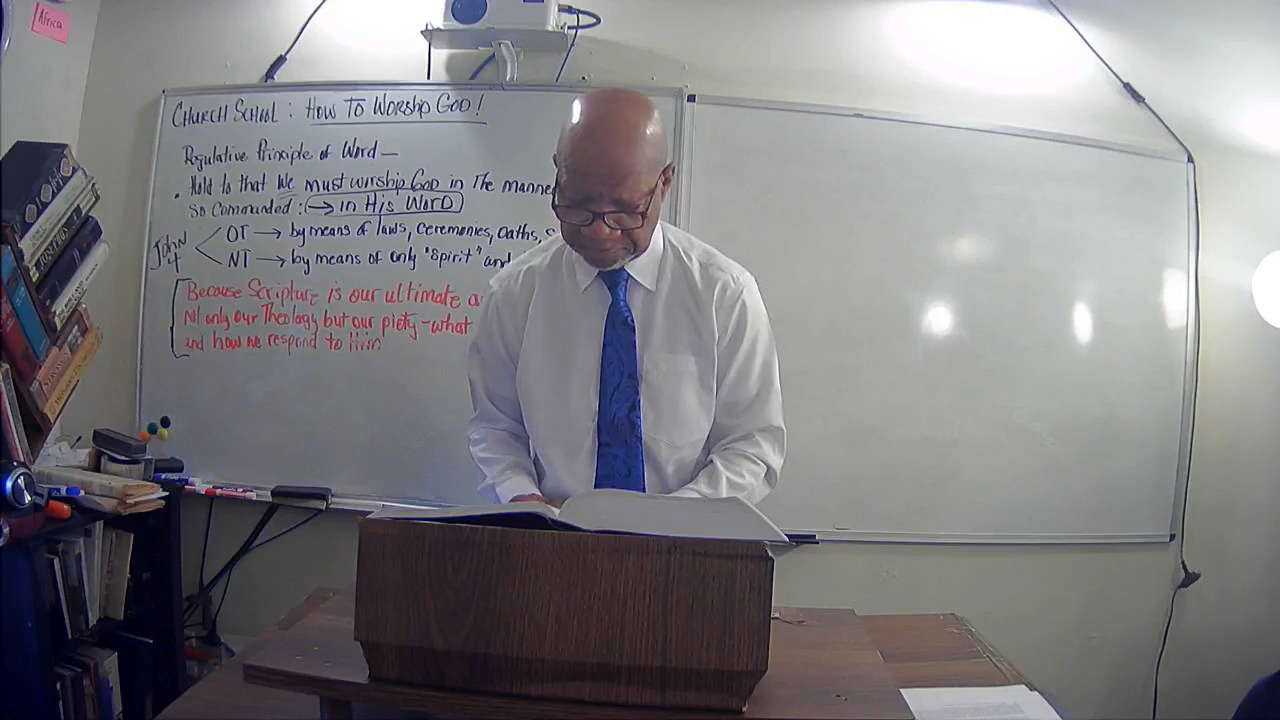 Africa
CHURCH SCHOOL : HOW TO WORSHIP GOD!
Regulative Principle of Word —
• Hold to that We must worship God in The manne
So Commanded : → in His WORD
John 4
OT → by means of laws, ceremonies, Oaths, S
NT → by means of only "Spirit" and
Because Scripture is our ultimate a
Nt only our Theology but our piety - what
and how we respond to Him